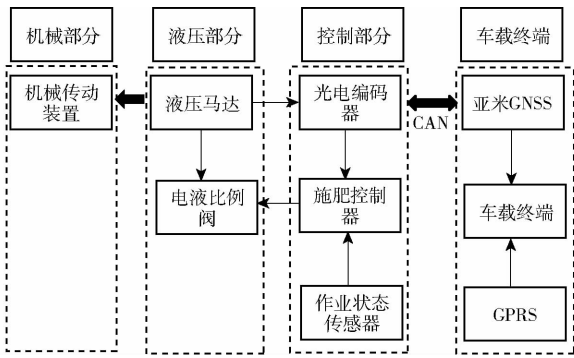 机械部分
液压部分
控制部分
车载终端
机械传动
装置
液压马达
光电编码
器
CAN
亚米GNSS
电液比例
阀
施肥控制
器
车载终端
作业状态
传感器
GPRS